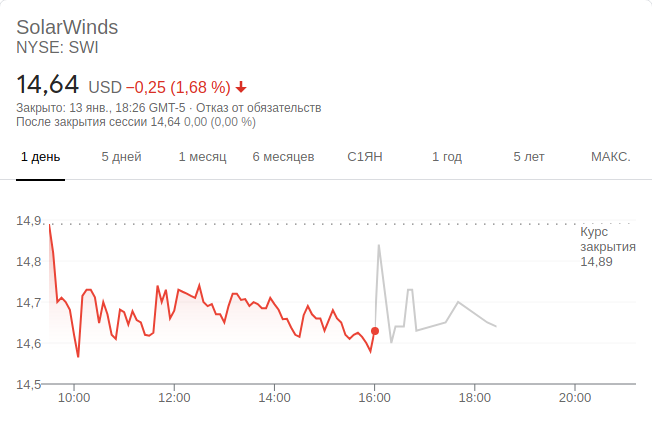 SolarWinds
NYSE: SWI
14,64 USD −0,25 (1,68 %)
Закрыто: 13 янв., 18:26 GMT-5 · Отказ от обязательств
После закрытия сессии 14,64 0,00 (0,00 %)
1 день 5 дней 1 месяц 6 месяцев С1ЯН 1 год 5 лет МАКС.
14,9
Курс
закрытия
14,89
14,8
14,7
14,6
14,5
10:00 12:00 14:00 16:00 18:00 20:00